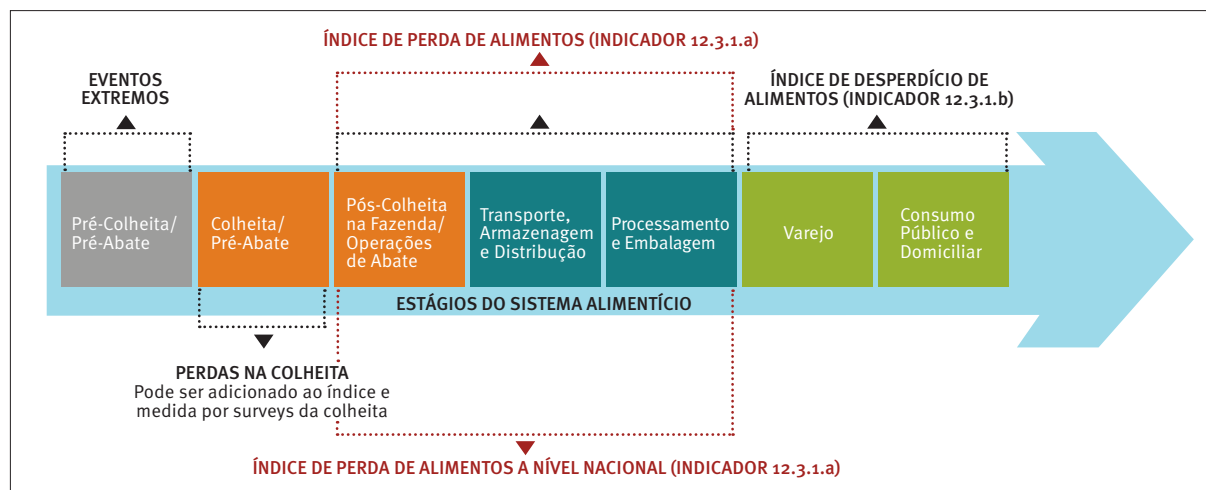 ÍNDICE DE PERDA DE ALIMENTOS (INDICADOR 12.3.1.a)
EVENTOS
EXTREMOS
ÍNDICE DE DESPERDÍCIO DE
ALIMENTOS (INDICADOR 12.3.1.b)
Pré-Colheita/
Pré-Abate
Colheita/
Pré-Abate
Pós-Colheita
na Fazenda/
Operações
de Abate
Transporte,
Armazenagem
e Distribução
Processamento
e Embalagem
Varejo
Consumo
Público e
Domiciliar
ESTÁGIOS DO SISTEMA ALIMENTÍCIO
PERDAS NA COLHEITA
Pode ser adicionado ao índice e
medida por surveys da colheita
ÍNDICE DE PERDA DE ALIMENTOS A NÍVEL NACIONAL (INDICADOR 12.3.1.a)